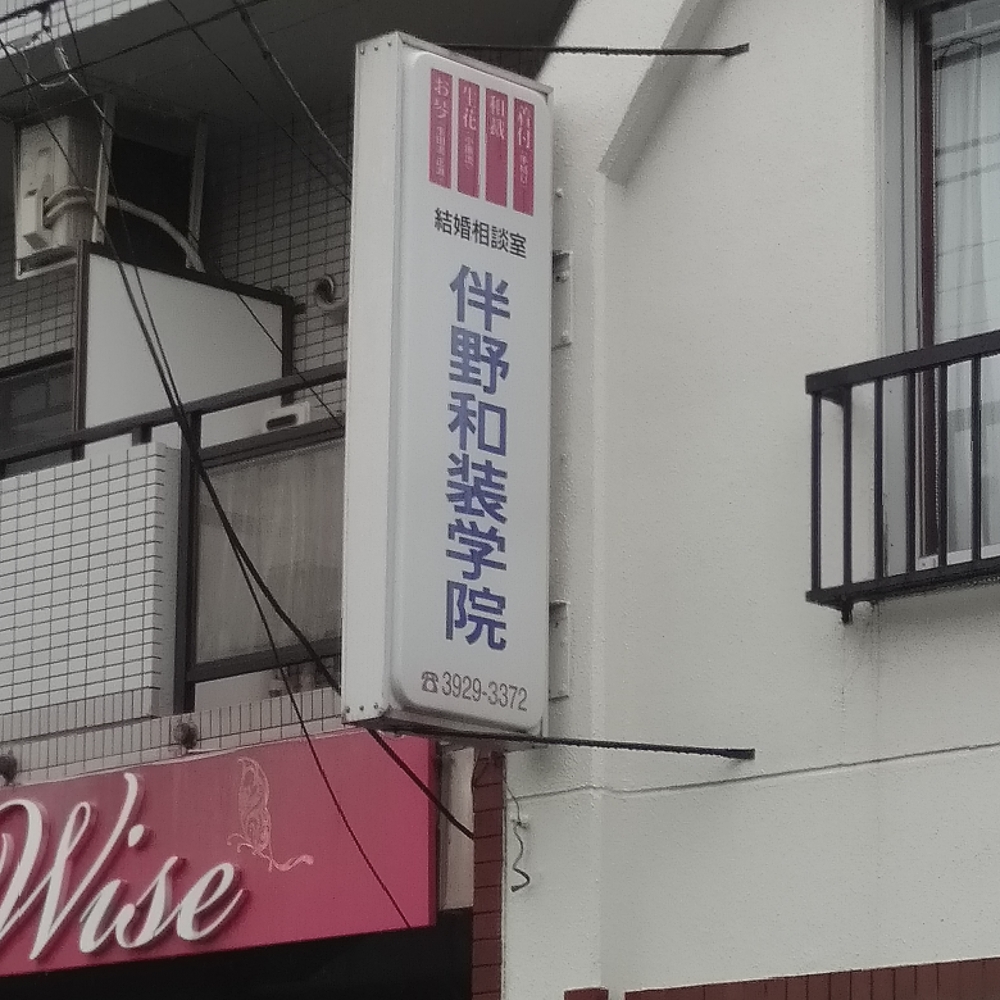 着付
和裁
生花
お琴
結婚相談室
伴野和装学院
☎3929-3372
Wise